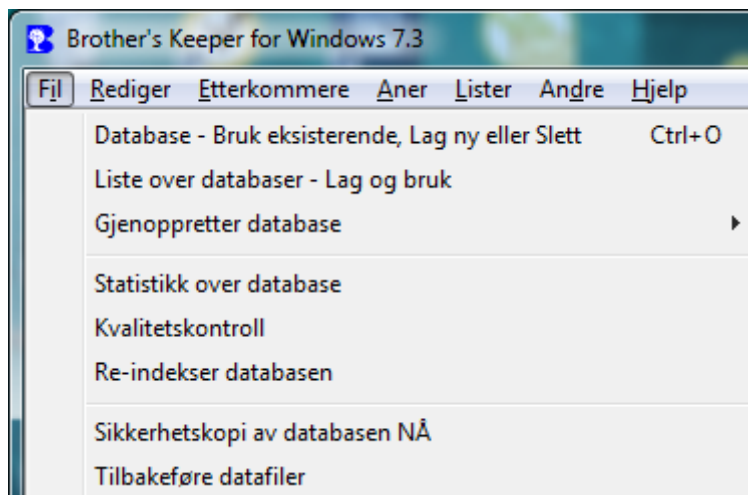 Brother's Keeper for Windows 7.3
Fil Rediger Etterkommere Aner Lister Andre Hjelp
Database - Bruk eksisterende, Lag ny eller Slett Ctrl+O
Liste over databaser - Lag og bruk
Gjenoppretter database
Statistikk over database
Kvalitetskontroll
Re-indekser databasen
Sikkerhetskopi av databasen NÅ
Tilbakeføre datafiler